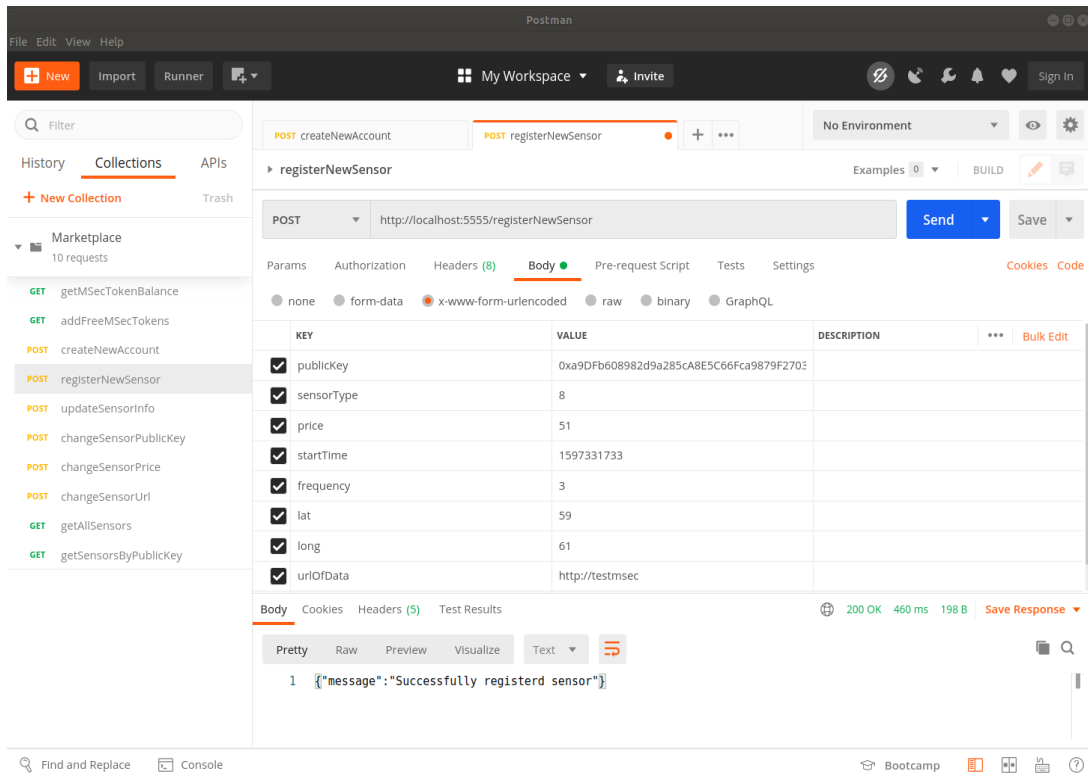 Postman
File Edit View Help
New Import Runner My Workspace Invite Sign In
Filter
History Collections APIs
New Collection Trash
Marketplace
10 requests
GET getMSecTokenBalance
GET addFreeMSecTokens
POST createNewAccount
POST registerNewSensor
POST updateSensorInfo
POST changeSensorPublicKey
POST changeSensorPrice
POST changeSensorUrl
GET getAllSensors
GET getSensorsByPublicKey
POST createNewAccount POST registerNewSensor No Environment
registerNewSensor Examples 0 BUILD
POST http://localhost:5555/registerNewSensor Send Save
Params Authorization Headers (8) Body Pre-request Script Tests Settings Cookies Code
none form-data x-www-form-urlencoded raw binary GraphQL
KEY VALUE DESCRIPTION Bulk Edit
publicKey 0xa9DFb608982d9a285cA8E5C66Fca9879F2703
sensorType 8
price 51
startTime 1597331733
frequency 3
lat 59
long 61
urlOfData http://testmsec
Body Cookies Headers (5) Test Results 200 OK 460 ms 198 B Save Response
Pretty Raw Preview Visualize Text
1 {"message":"Successfully registerd sensor"}
Find and Replace Console Bootcamp